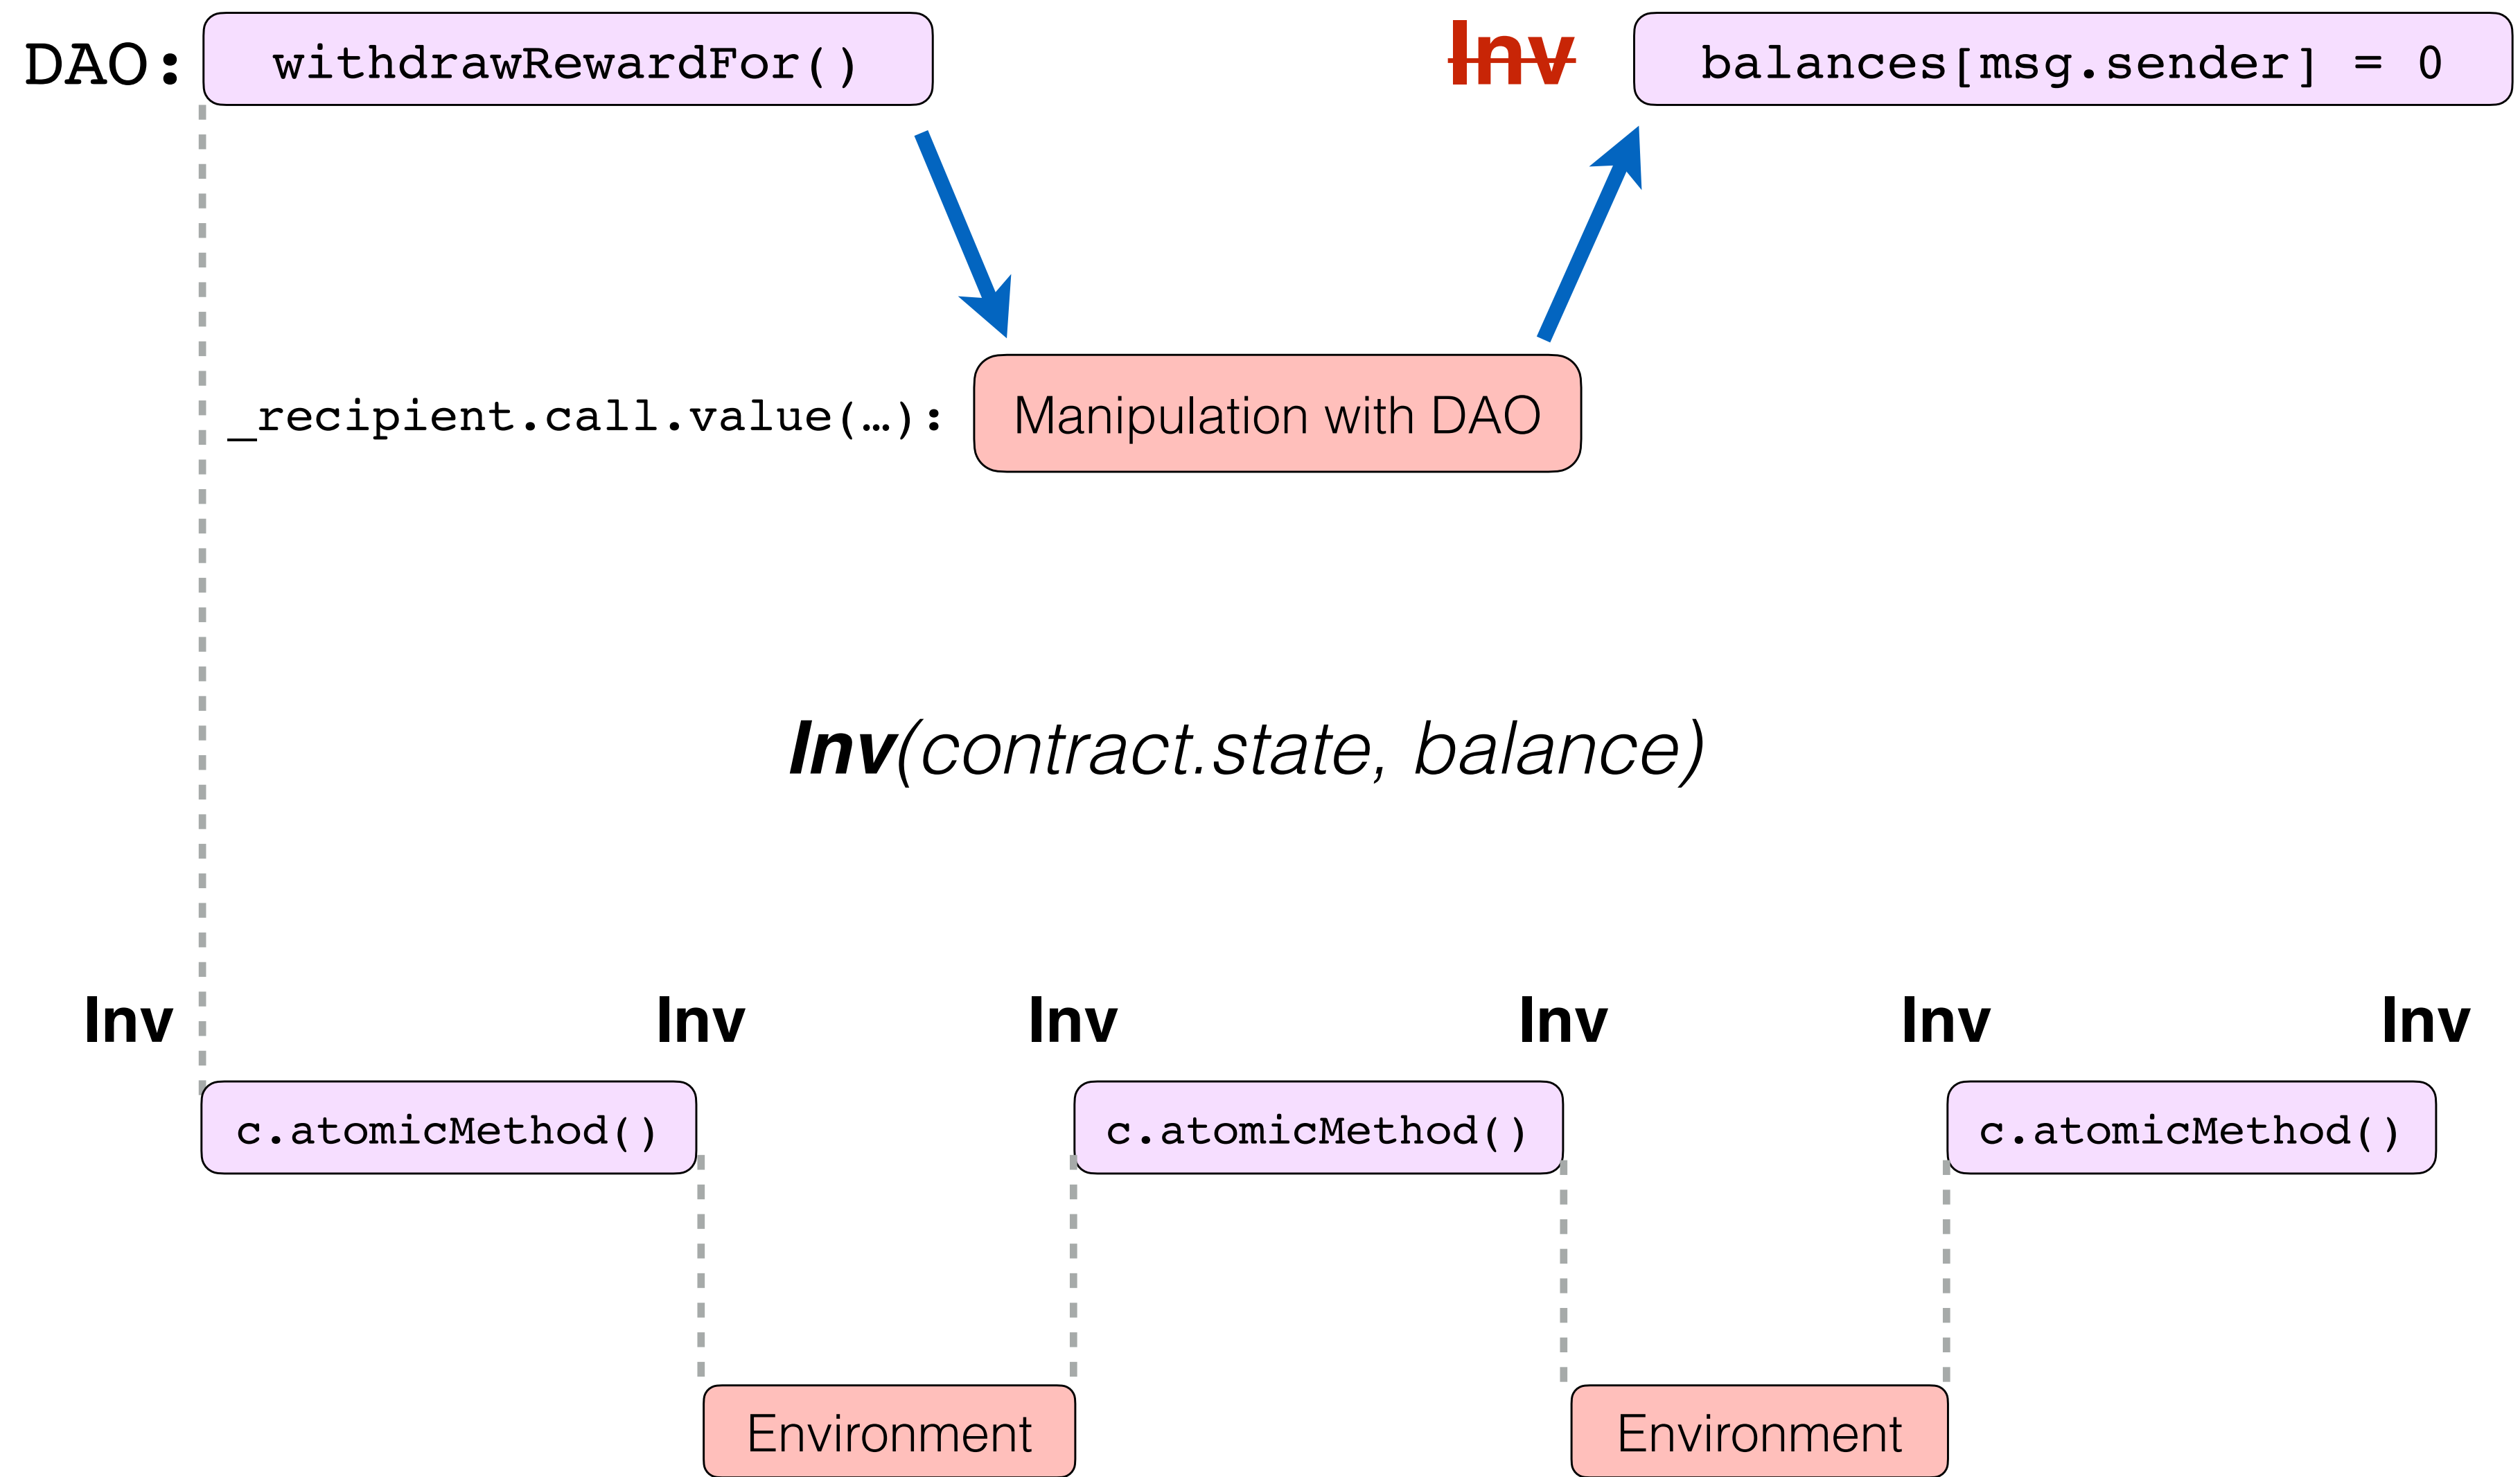 DAO: withdrawRewardFor() Inv balances[msg.sender] = 0
_recipient.call.value(…): Manipulation with DAO
Inv(contract.state, balance)
Inv Inv Inv Inv Inv Inv
c.atomicMethod() c.atomicMethod() c.atomicMethod()
Environment Environment